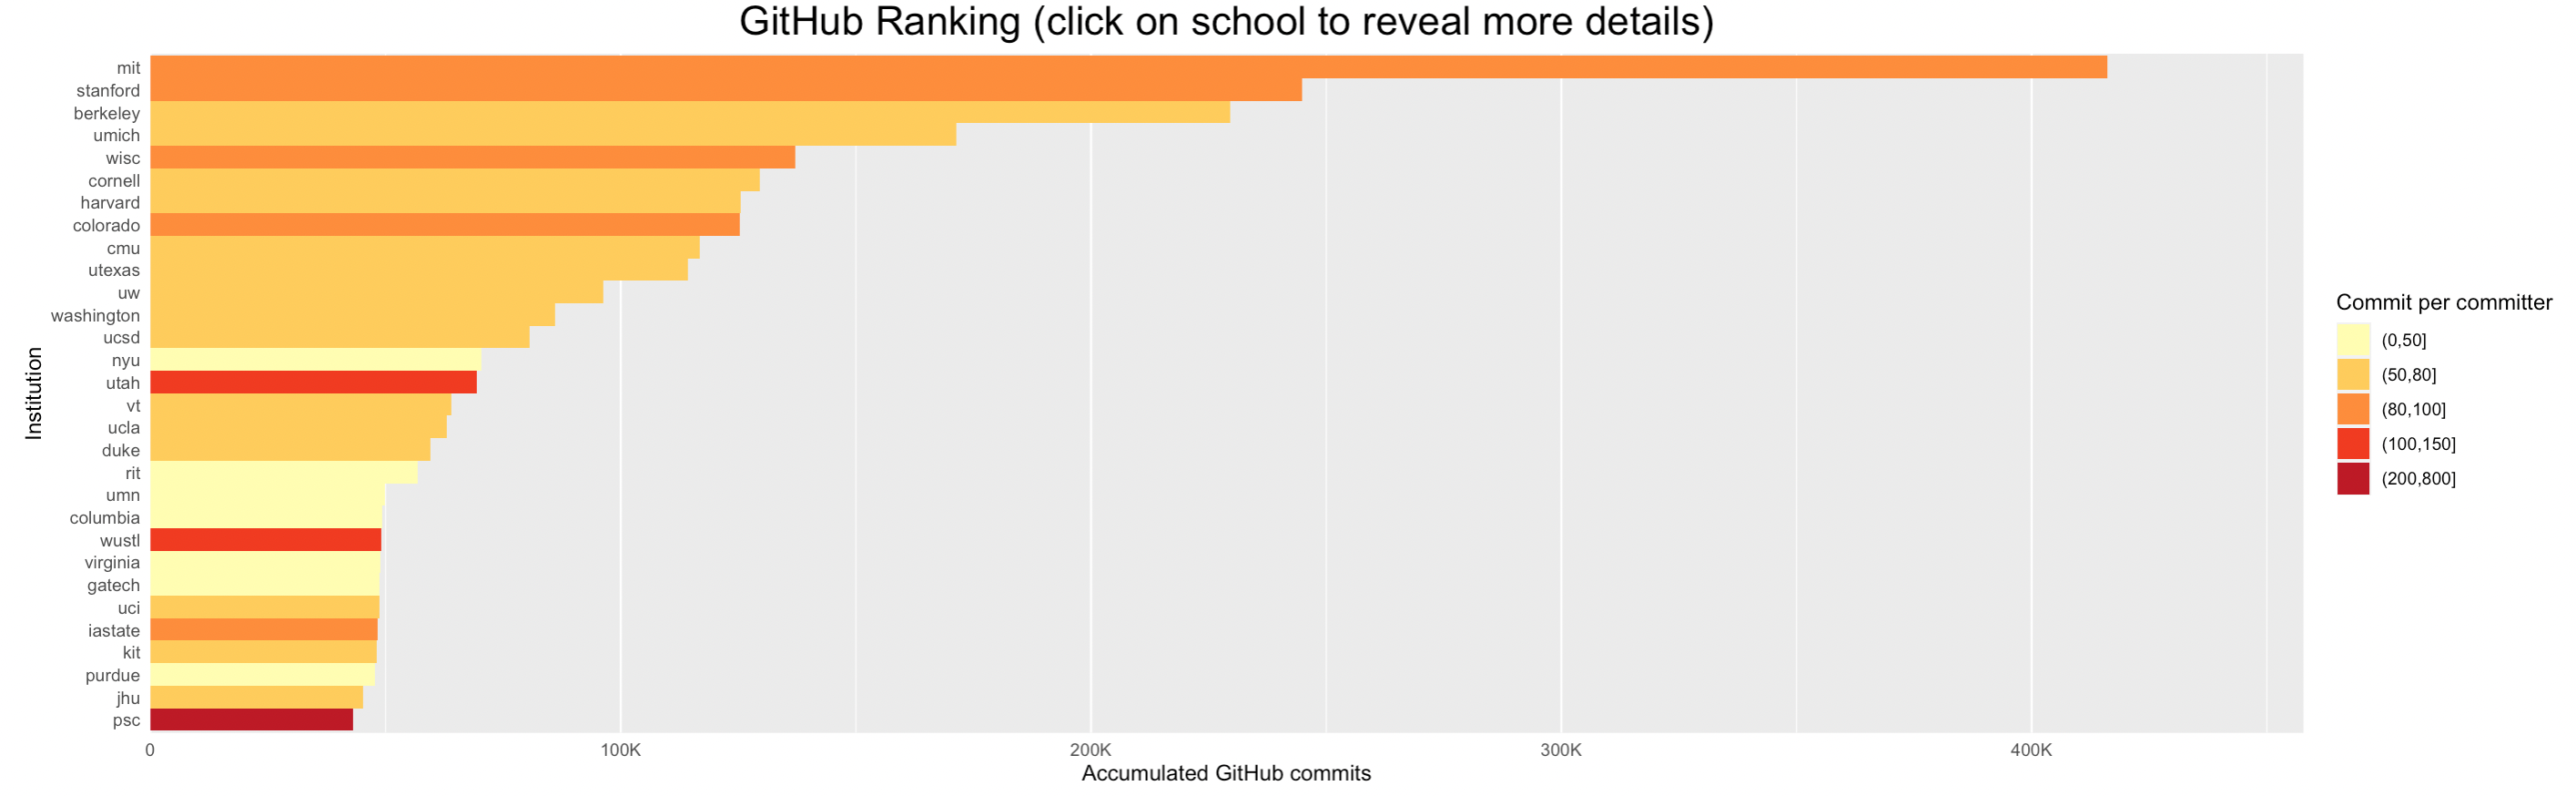 GitHub Ranking (click on school to reveal more details)
Institution
mit
stanford
berkeley
umich
wisc
cornell
harvard
colorado
cmu
utexas
uw
washington
ucsd
nyu
utah
vt
ucla
duke
rit
umn
columbia
wustl
virginia
gatech
uci
iastate
kit
purdue
jhu
psc
0 100K 200K 300K 400K
Accumulated GitHub commits
Commit per committer
(0,50]
(50,80]
(80,100]
(100,150]
(200,800]